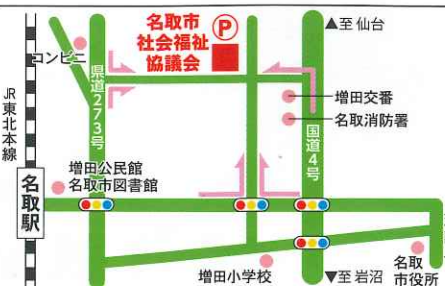 名取市
社会福祉
協議会
P
▲至 仙台
コンビニ
県道273号
JR東北本線
増田交番
名取消防署
国道4号
増田公民館
名取市図書館
名取駅
増田小学校
▼至 岩沼
名取
市役所